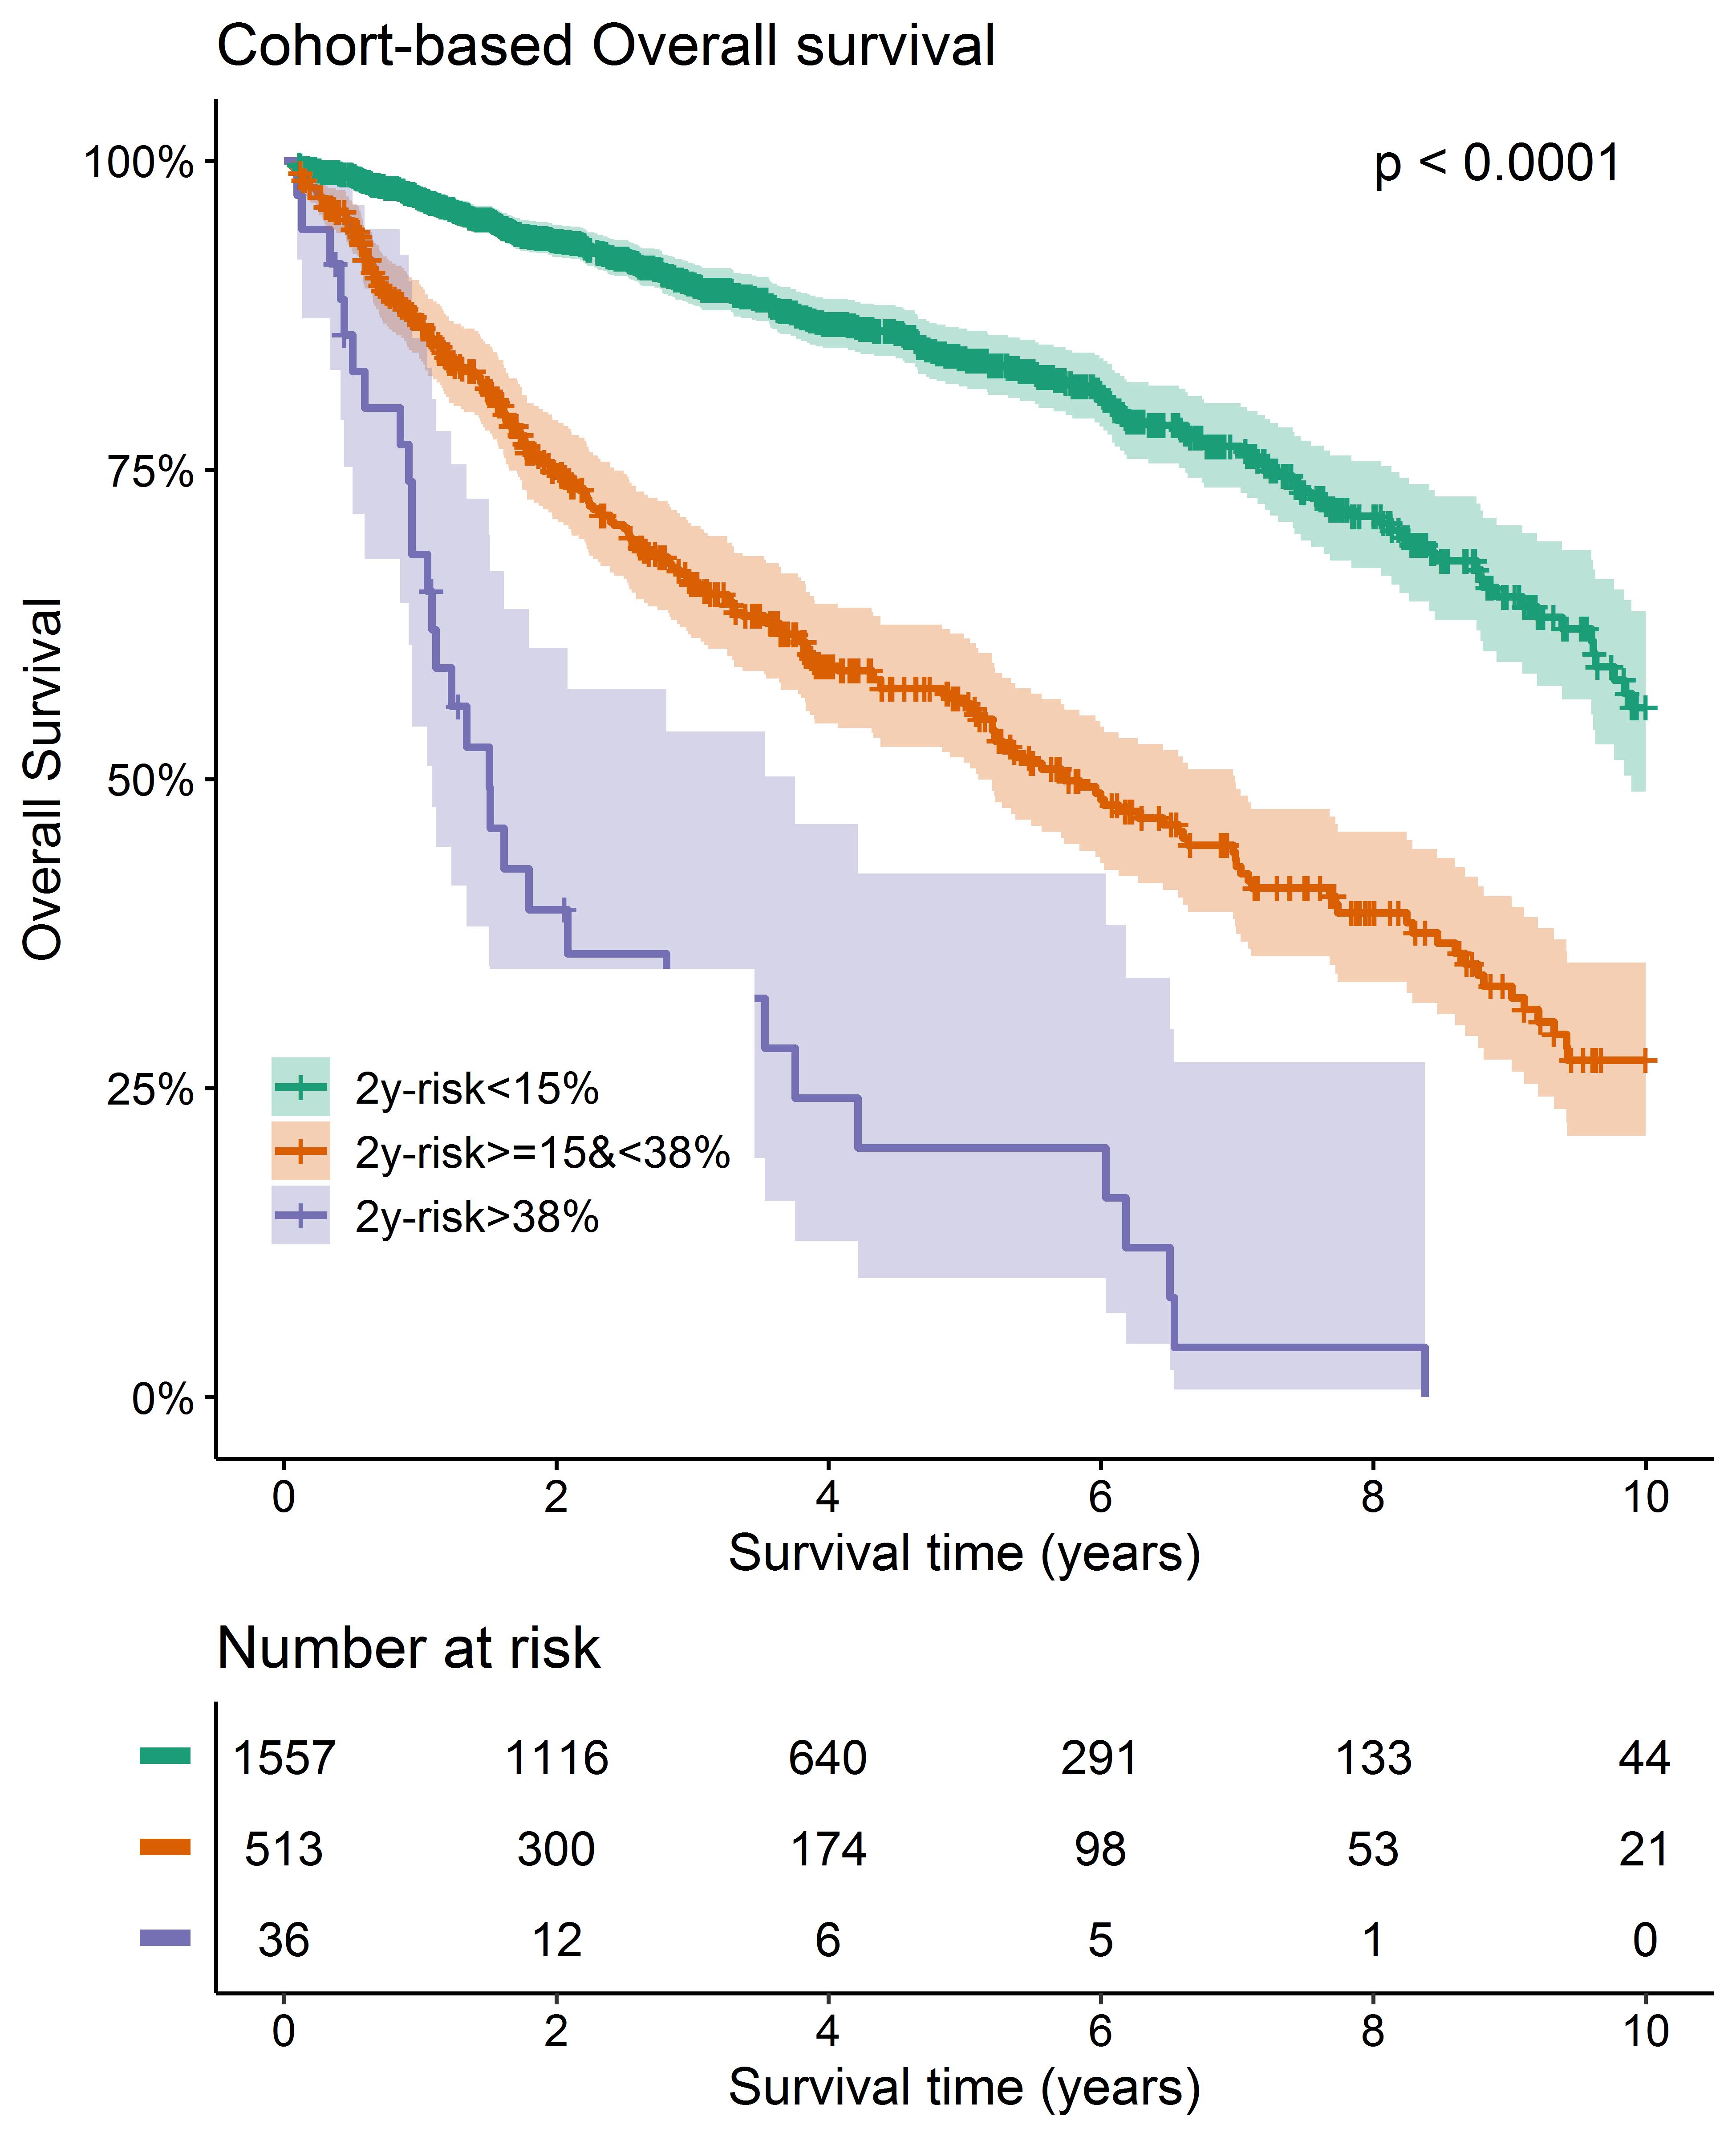 Cohort-based Overall survival
p < 0.0001
100%
75%
50%
25%
0%
Overall Survival
2y-risk<15%
2y-risk>=15&<38%
2y-risk>38%
0 2 4 6 8 10
Survival time (years)
Number at risk
1557 1116 640 291 133 44
513 300 174 98 53 21
36 12 6 5 1 0
0 2 4 6 8 10
Survival time (years)